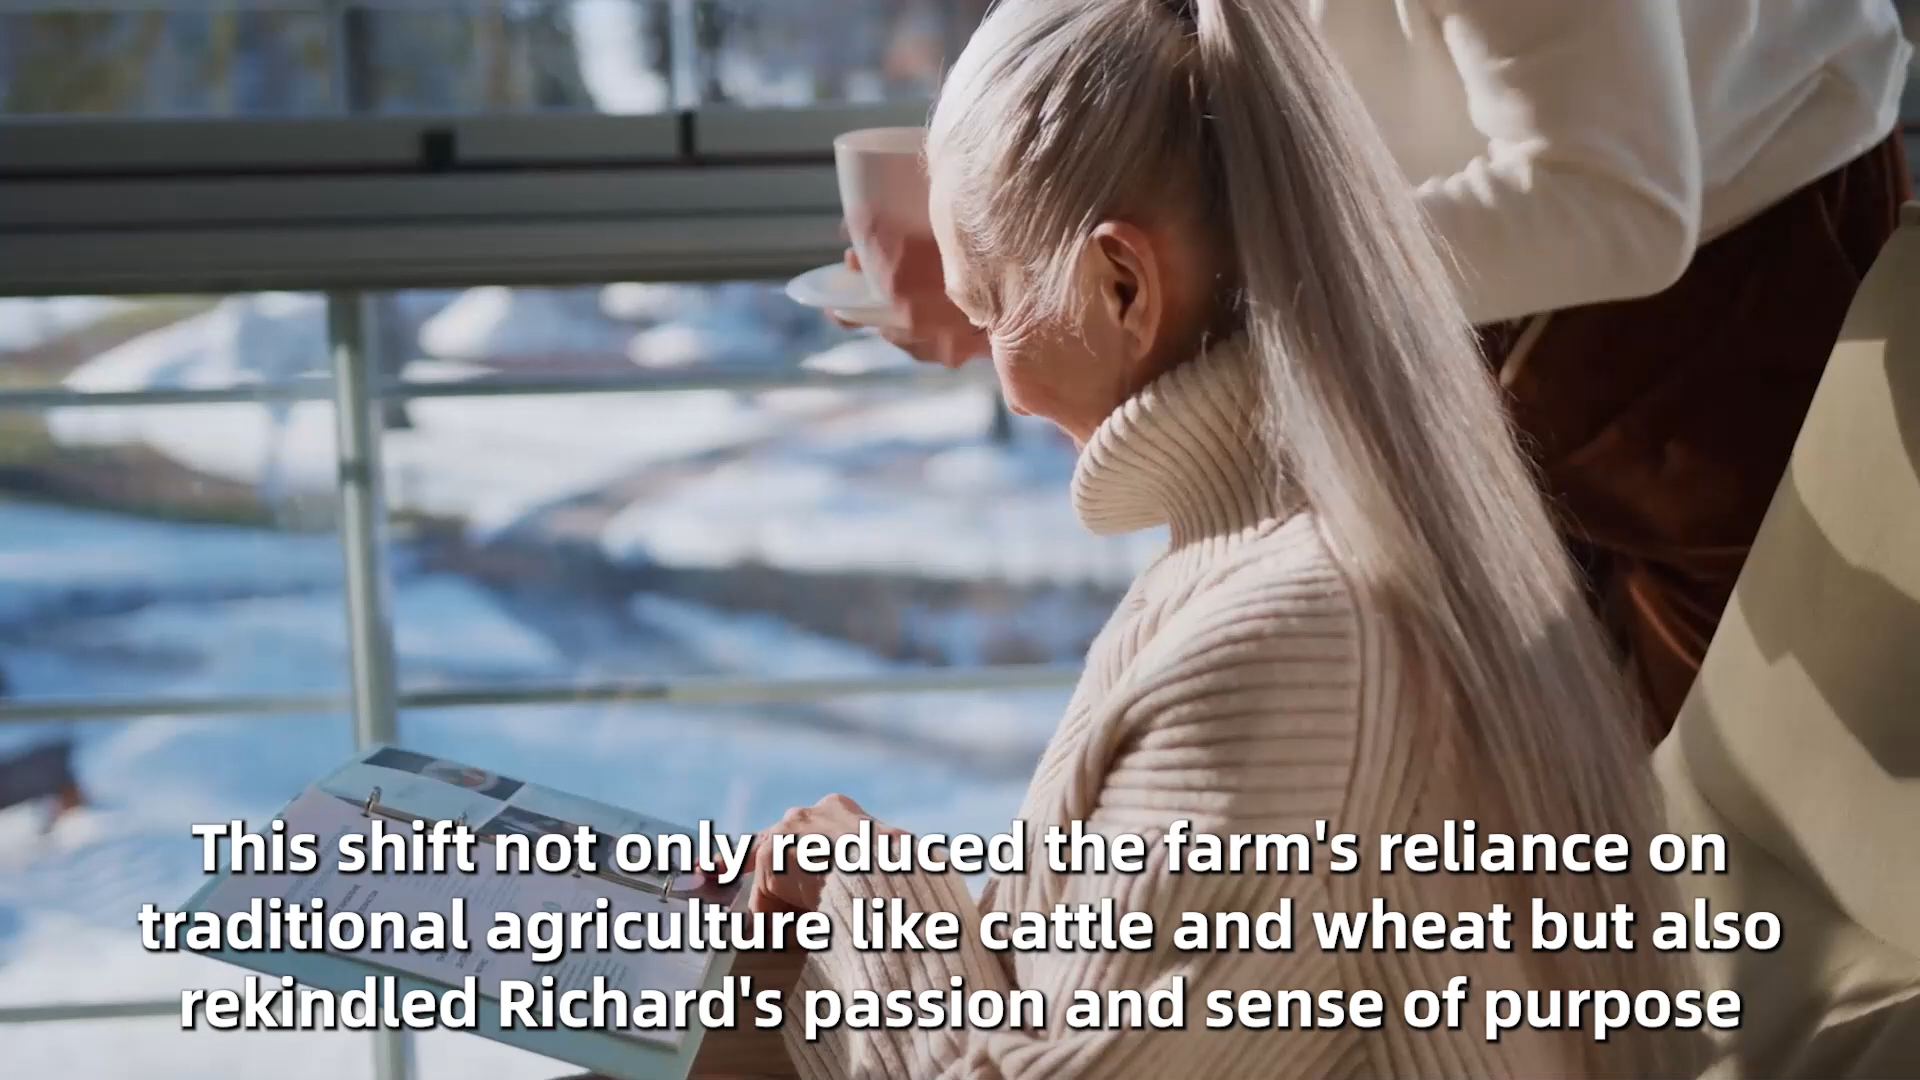 This shift not only reduced the farm's reliance on
traditional agriculture like cattle and wheat but also
rekindled Richard's passion and sense of purpose